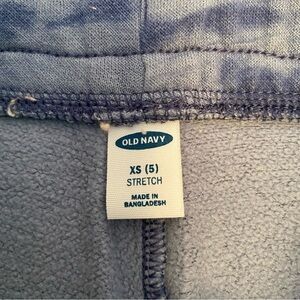 OLD NAVY
XS (5)
STRETCH
MADE IN
BANGLADESH